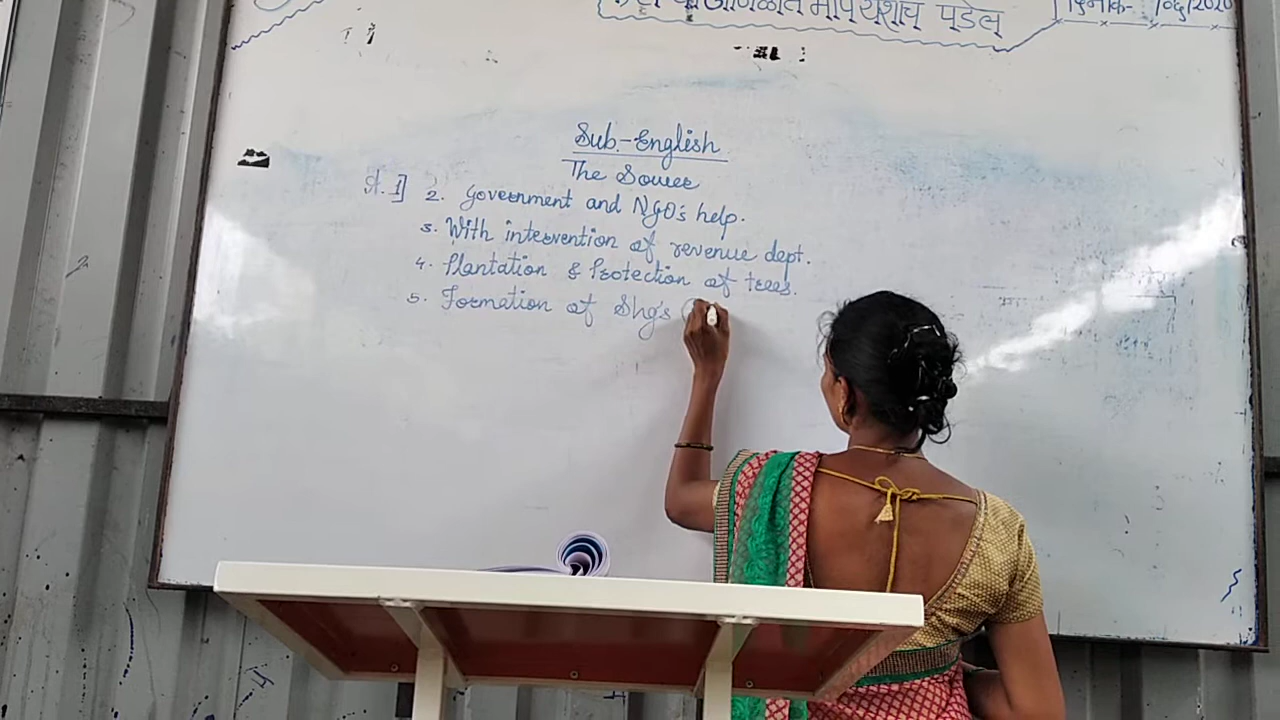 आणिक माप यशाचे पडेल
दिनांक- /०६/2020
Sub.-English
The Sower
A.1] 2. Government and NGO's help.
3. With intervention of revenue dept.
4. Plantation & Protection of trees.
5. Formation of Shg's (